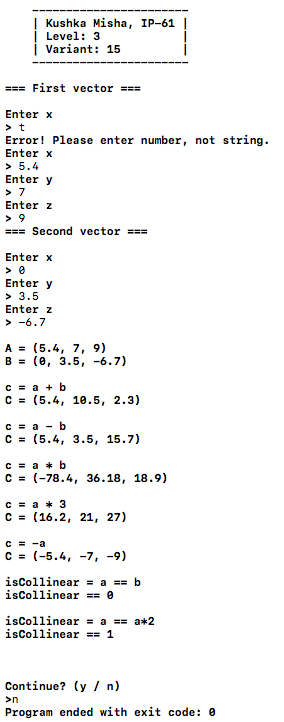 -----------------------
| Kushka Misha, IP-61 |
| Level: 3            |
| Variant: 15         |
-----------------------
=== First vector ===
Enter x
> t
Error! Please enter number, not string.
Enter x
> 5.4
Enter y
> 7
Enter z
> 9
=== Second vector ===
Enter x
> 0
Enter y
> 3.5
Enter z
> -6.7
A = (5.4, 7, 9)
B = (0, 3.5, -6.7)
c = a + b
C = (5.4, 10.5, 2.3)
c = a - b
C = (5.4, 3.5, 15.7)
c = a * b
C = (-78.4, 36.18, 18.9)
c = a * 3
C = (16.2, 21, 27)
c = -a
C = (-5.4, -7, -9)
isCollinear = a == b
isCollinear == 0
isCollinear = a == a*2
isCollinear == 1
Continue? (y / n)
>n
Program ended with exit code: 0